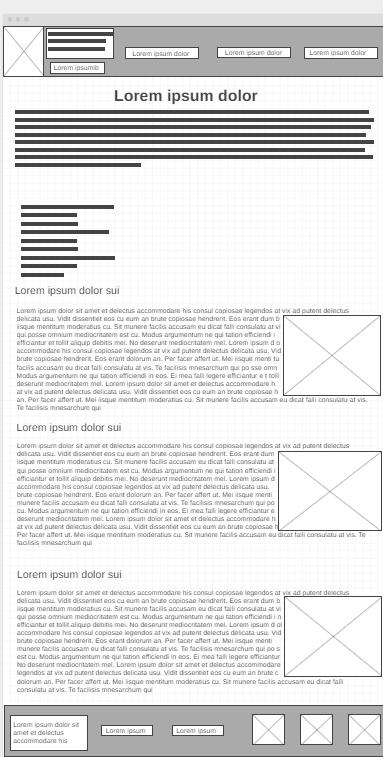 Lorem ipsum dolor
Lorem ipsum dolor
Lorem ipsum dolor
Lorem ipsumib
Lorem ipsum dolor
Lorem ipsum dolor sui
Lorem ipsum dolor sit amet et delectus accommodare his consul copiosae legendos at vix ad putent delectus
delicata usu. Vidit dissentiet eos cu eum an brute copiosae hendrerit. Eos erant dum b
iisque mentitum moderatius cu. Sit munere facilis accusam eu dicat falli consulatu at vi
qui posse omnium mediocritatem est cu. Modus argumentum ne qui tation efficiendi i
efficiantur et tollit aliquip debitis mei. No deserunt mediocritatem mel. Lorem ipsum d o
accommodare his consul copiosae legendos at vix ad putent delectus delicata usu. Vid
brute copiosae hendrerit. Eos erant dolorum an. Per facer affert ut. Mei iisque menti tu
facilis accusam eu dicat falli consulatu at vis. Te facilisis mnesarchum qui po sse omn
Modus argumentum ne qui tation efficiendi in eos. Ei mea falli legere efficiantur e t tolli
deserunt mediocritatem mel. Lorem ipsum dolor sit amet et delectus accommodare h
at vix ad putent delectus delicata usu. Vidit dissentiet eos cu eum an brute copiosae h
an. Per facer affert ut. Mei iisque mentitum moderatius cu. Sit munere facilis accusam eu dicat falli consulatu at vis.
Te facilisis mnesarchum qui
Lorem ipsum dolor sui
Lorem ipsum dolor sit amet et delectus accommodare his consul copiosae legendos at vix ad putent delectus
delicata usu. Vidit dissentiet eos cu eum an brute copiosae hendrerit. Eos erant dum
iisque mentitum moderatius cu. Sit munere facilis accusam eu dicat falli consulatu at
qui posse omnium mediocritatem est cu. Modus argumentum ne qui tation efficiendi i
efficiantur et tollit aliquip debitis mei. No deserunt mediocritatem mel. Lorem ipsum d
accommodare his consul copiosae legendos at vix ad putent delectus delicata usu.
brute copiosae hendrerit. Eos erant dolorum an. Per facer affert ut. Mei iisque menti
munere facilis accusam eu dicat falli consulatu at vis. Te facilisis mnesarchum qui po
cu. Modus argumentum ne qui tation efficiendi in eos. Ei mea falli legere efficiantur e
deserunt mediocritatem mel. Lorem ipsum dolor sit amet et delectus accommodare h
at vix ad putent delectus delicata usu. Vidit dissentiet eos cu eum an brute copiosae h
Per facer affert ut. Mei iisque mentitum moderatius cu. Sit munere facilis accusam eu dicat falli consulatu at vis. Te
facilisis mnesarchum qui
Lorem ipsum dolor sui
Lorem ipsum dolor sit amet et delectus accommodare his consul copiosae legendos at vix ad putent delectus
delicata usu. Vidit dissentiet eos cu eum an brute copiosae hendrerit. Eos erant dum b
iisque mentitum moderatius cu. Sit munere facilis accusam eu dicat falli consulatu at vi
qui posse omnium mediocritatem est cu. Modus argumentum ne qui tation efficiendi i n
efficiantur et tollit aliquip debitis mei. No deserunt mediocritatem mel. Lorem ipsum d ol
accommodare his consul copiosae legendos at vix ad putent delectus delicata usu. Vid
brute copiosae hendrerit. Eos erant dolorum an. Per facer affert ut. Mei iisque menti
munere facilis accusam eu dicat falli consulatu at vis. Te facilisis mnesarchum qui po s
est cu. Modus argumentum ne qui tation efficiendi in eos. Ei mea falli legere efficiantur
No deserunt mediocritatem mel. Lorem ipsum dolor sit amet et delectus accommodare
legendos at vix ad putent delectus delicata usu. Vidit dissentiet eos cu eum an brute c
dolorum an. Per facer affert ut. Mei iisque mentitum moderatius cu. Sit munere facilis accusam eu dicat falli
consulatu at vis. Te facilisis mnesarchum qui
Lorem ipsum dolor sit
amet et delectus
accommodare his
Lorem ipsum
Lorem ipsum